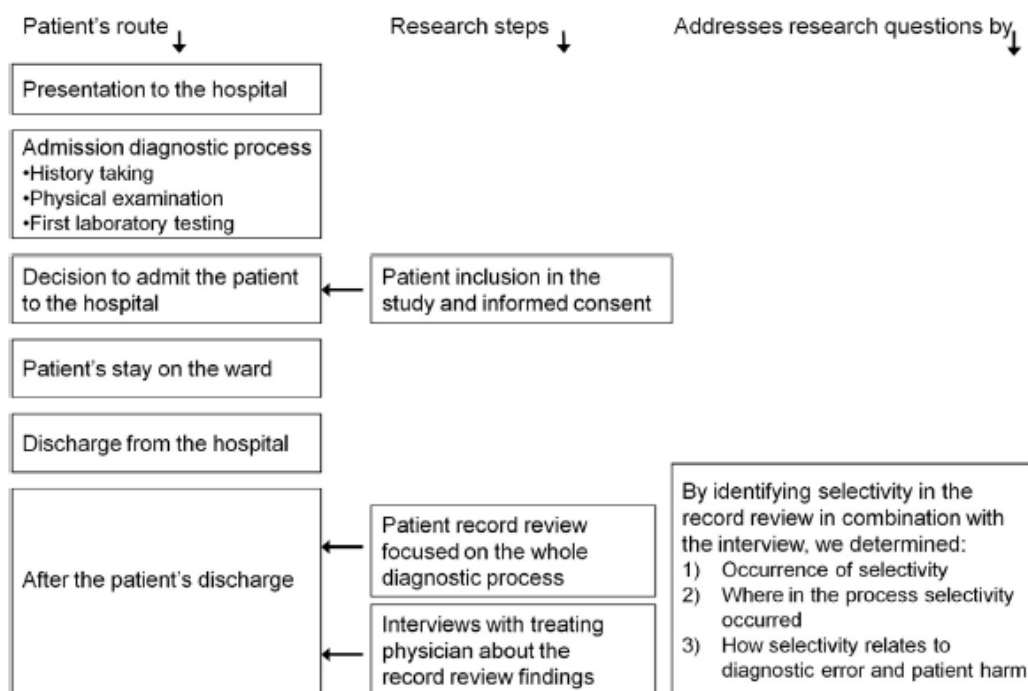 Patient's route
Research steps
Addresses research questions by
Presentation to the hospital
Admission diagnostic process
•History taking
•Physical examination
•First laboratory testing
Decision to admit the patient
to the hospital
Patient inclusion in the
study and informed consent
Patient's stay on the ward
Discharge from the hospital
After the patient's discharge
Patient record review
focused on the whole
diagnostic process
Interviews with treating
physician about the
record review findings
By identifying selectivity in the
record review in combination with
the interview, we determined:
1) Occurrence of selectivity
2) Where in the process selectivity
occurred
3) How selectivity relates to
diagnostic error and patient harm